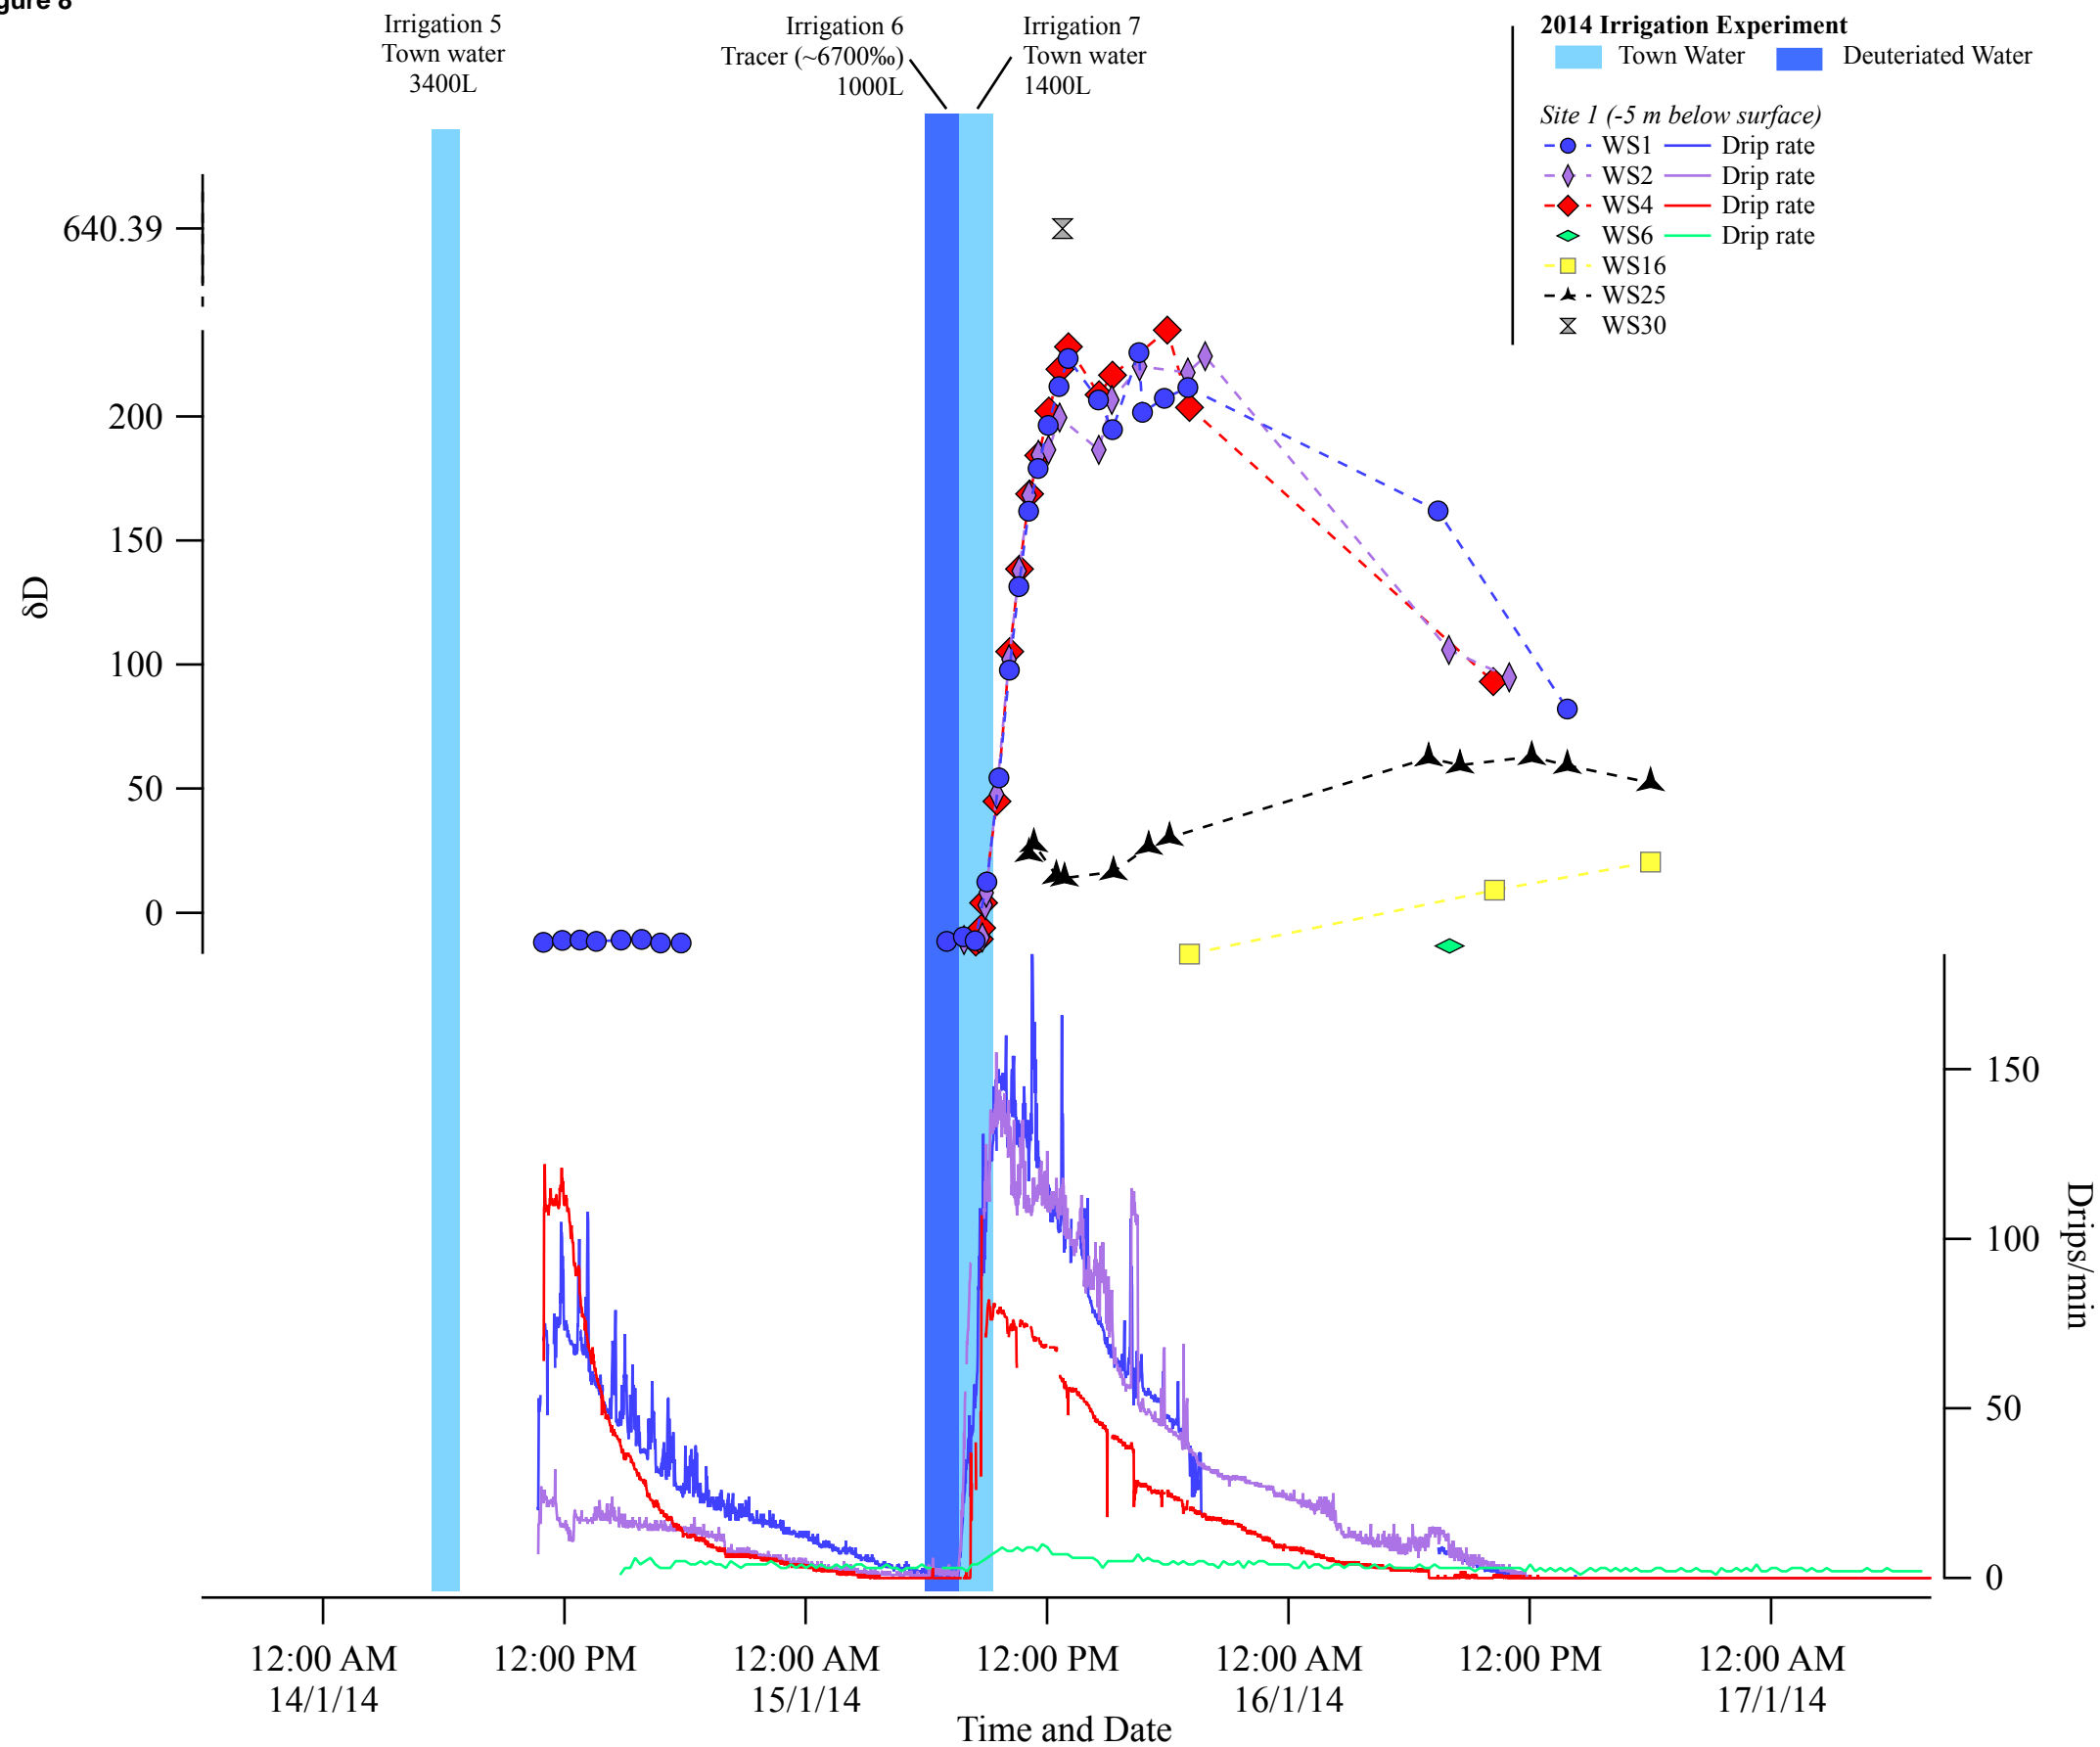 gure 8
Irrigation 5
Town water
3400L
Irrigation 6
Tracer (~6700‰)
1000L
Irrigation 7
Town water
1400L
2014 Irrigation Experiment
Town Water
Deuteriated Water
Site 1 (-5 m below surface)
WS1 Drip rate
WS2 Drip rate
WS4 Drip rate
WS6 Drip rate
WS16
WS25
WS30
640.39
200
150
100
50
0
δD
150
100
50
0
Drips/min
12:00 AM
14/1/14
12:00 PM
12:00 AM
15/1/14
12:00 PM
12:00 AM
16/1/14
12:00 PM
12:00 AM
17/1/14
Time and Date